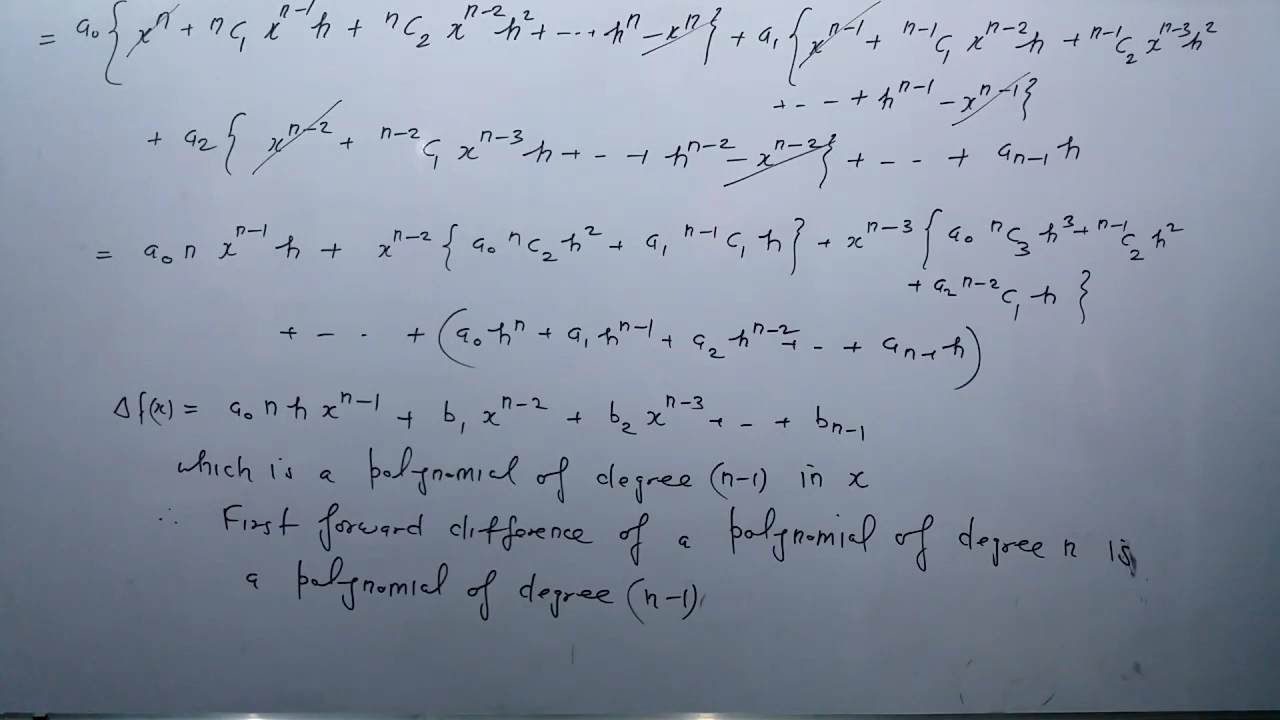 = a₀ { xⁿ + ⁿC₁ xⁿ⁻¹ h + ⁿC₂ xⁿ⁻² h² + --- + hⁿ - xⁿ } + a₁ { xⁿ⁻¹ + ⁿ⁻¹C₁ xⁿ⁻² h + ⁿ⁻¹C₂ xⁿ⁻³ h²
+ - - + hⁿ⁻¹ - xⁿ⁻¹ }
+ a₂ { xⁿ⁻² + ⁿ⁻²C₁ xⁿ⁻³ h + - - + hⁿ⁻² - xⁿ⁻² } + - - + aₙ₋₁ h
= a₀ n xⁿ⁻¹ h + xⁿ⁻² { a₀ ⁿC₂ h² + a₁ ⁿ⁻¹C₁ h } + xⁿ⁻³ { a₀ ⁿC₃ h³ + ⁿ⁻¹C₂ h²
+ a₂ ⁿ⁻²C₁ h }
+ - . . + ( a₀ hⁿ + a₁ hⁿ⁻¹ + a₂ hⁿ⁻² + - + aₙ₋₁ h )
Δf(x) = a₀ n h xⁿ⁻¹ + b₁ xⁿ⁻² + b₂ xⁿ⁻³ + - + bₙ₋₁
which is a polynomial of degree (n-1) in x
∴ First forward difference of a polynomial of degree n is
a polynomial of degree (n-1)